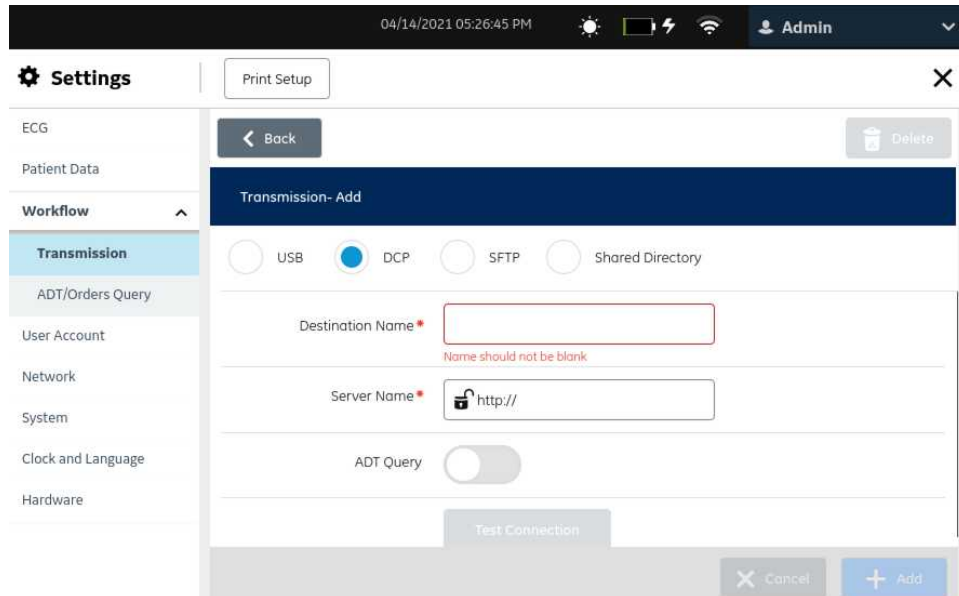 04/14/2021 05:26:45 PM
Admin
Settings
Print Setup
ECG
Patient Data
Workflow
Transmission
ADT/Orders Query
User Account
Network
System
Clock and Language
Hardware
Back
Delete
Transmission- Add
USB
DCP
SFTP
Shared Directory
Destination Name*
Name should not be blank
Server Name*
http://
ADT Query
Test Connection
Cancel
Add